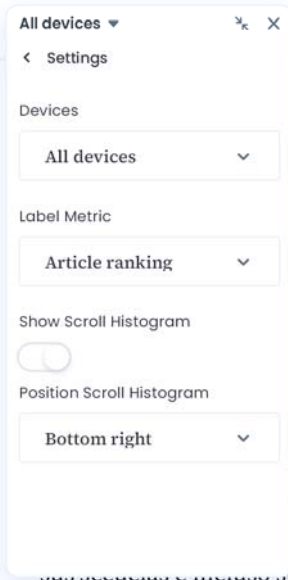 All devices
Settings
Devices
All devices
Label Metric
Article ranking
Show Scroll Histogram
Position Scroll Histogram
Bottom right